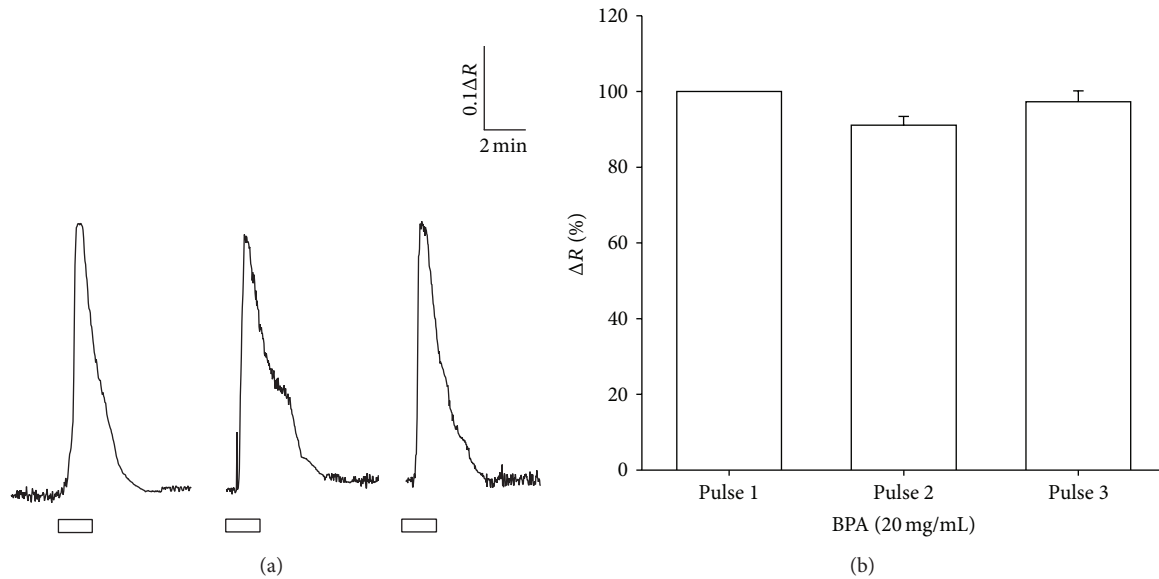 0.1ΔR
2 min
(a)
120
100
80
60
40
20
0
ΔR (%)
Pulse 1 Pulse 2 Pulse 3
BPA (20 mg/mL)
(b)